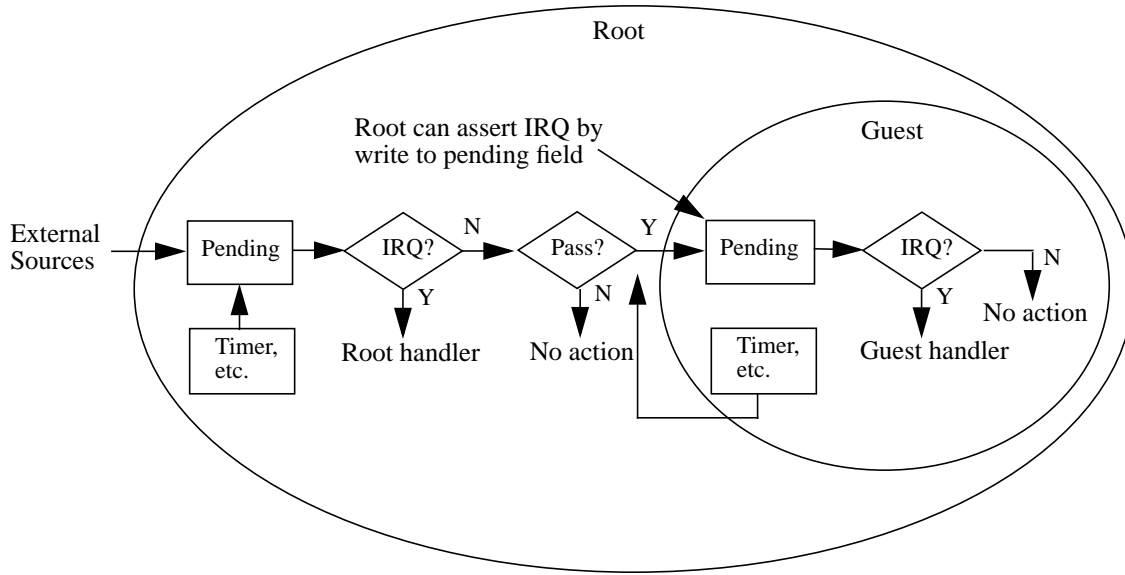 Root
Root can assert IRQ by
write to pending field
Guest
External
Sources
Pending
IRQ?
N
Pass?
Y
Pending
IRQ?
N
Y
N
Y
No action
Root handler
No action
Guest handler
Timer,
etc.
Timer,
etc.